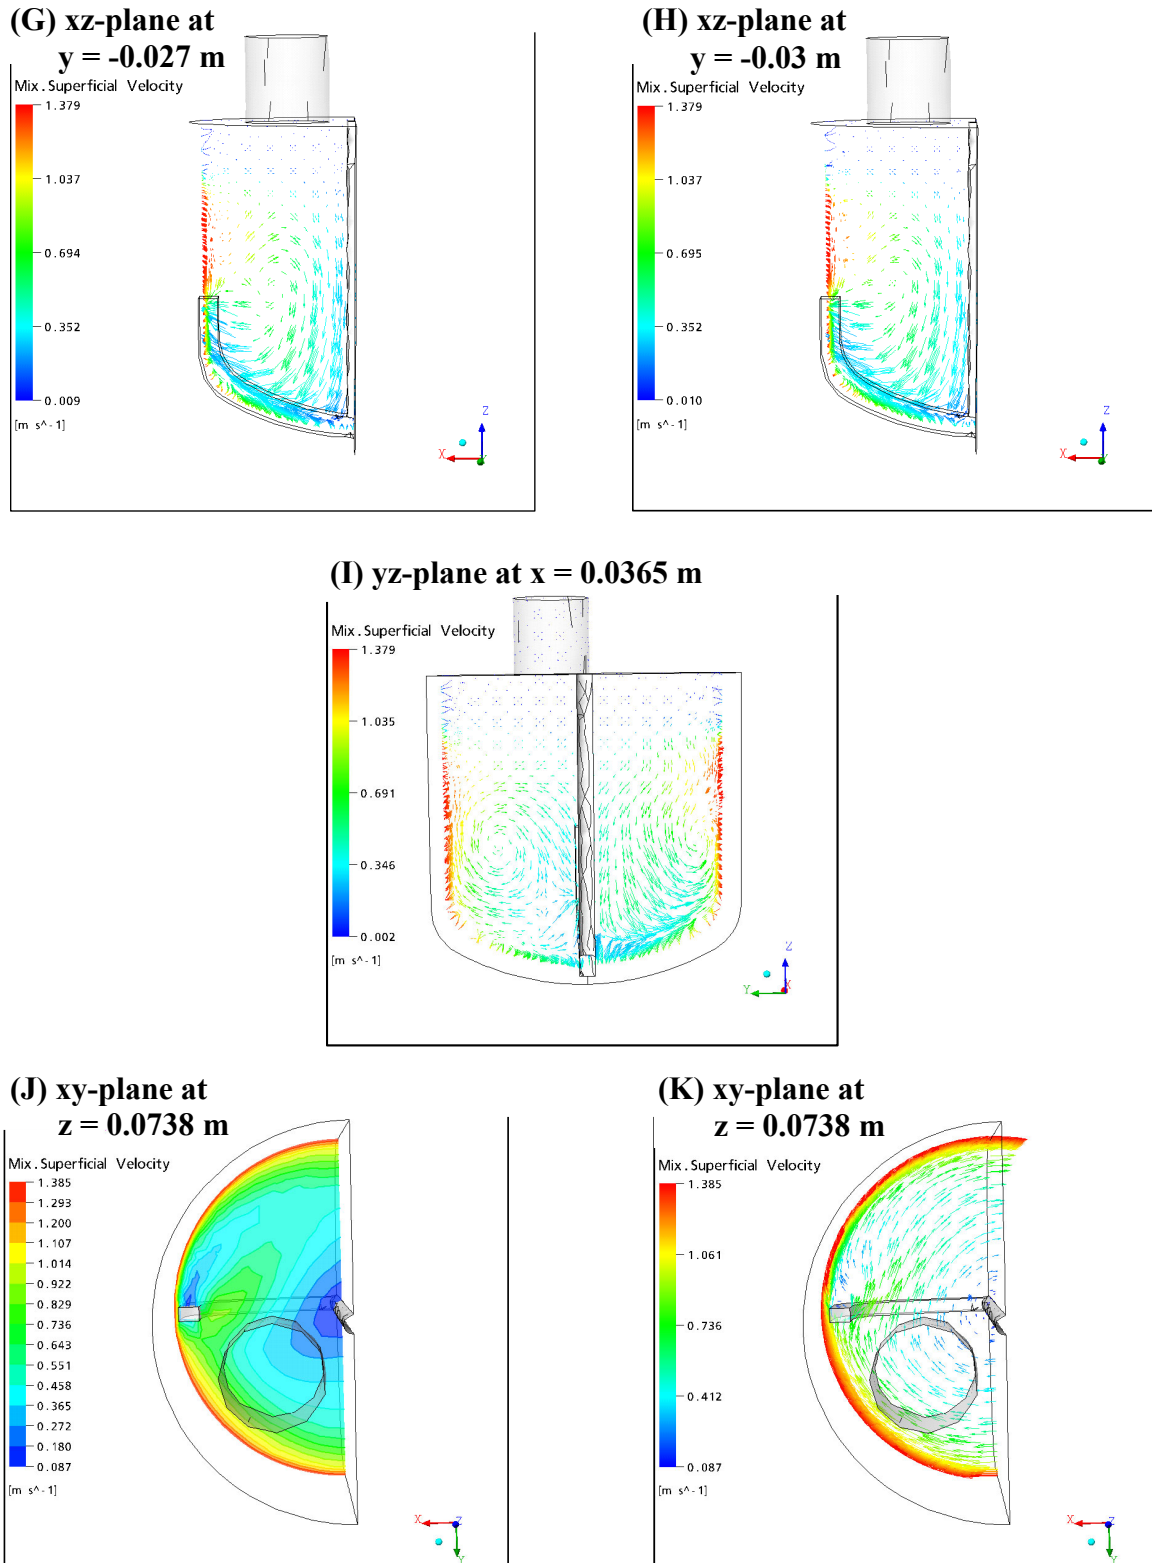 (G) xz-plane at
y = -0.027 m
Mix.Superficial Velocity
1.379
1.037
0.694
0.352
0.009
[m s^-1]
Z
X
Y
(H) xz-plane at
y = -0.03 m
Mix.Superficial Velocity
1.379
1.037
0.695
0.352
0.010
[m s^-1]
Z
X
Y
(I) yz-plane at x = 0.0365 m
Mix.Superficial Velocity
1.379
1.035
0.691
0.346
0.002
[m s^-1]
Z
Y
X
(J) xy-plane at
z = 0.0738 m
Mix.Superficial Velocity
1.385
1.293
1.200
1.107
1.014
0.922
0.829
0.736
0.643
0.551
0.458
0.365
0.272
0.180
0.087
[m s^-1]
X
Z
Y
(K) xy-plane at
z = 0.0738 m
Mix.Superficial Velocity
1.385
1.061
0.736
0.412
0.087
[m s^-1]
X
Z
Y